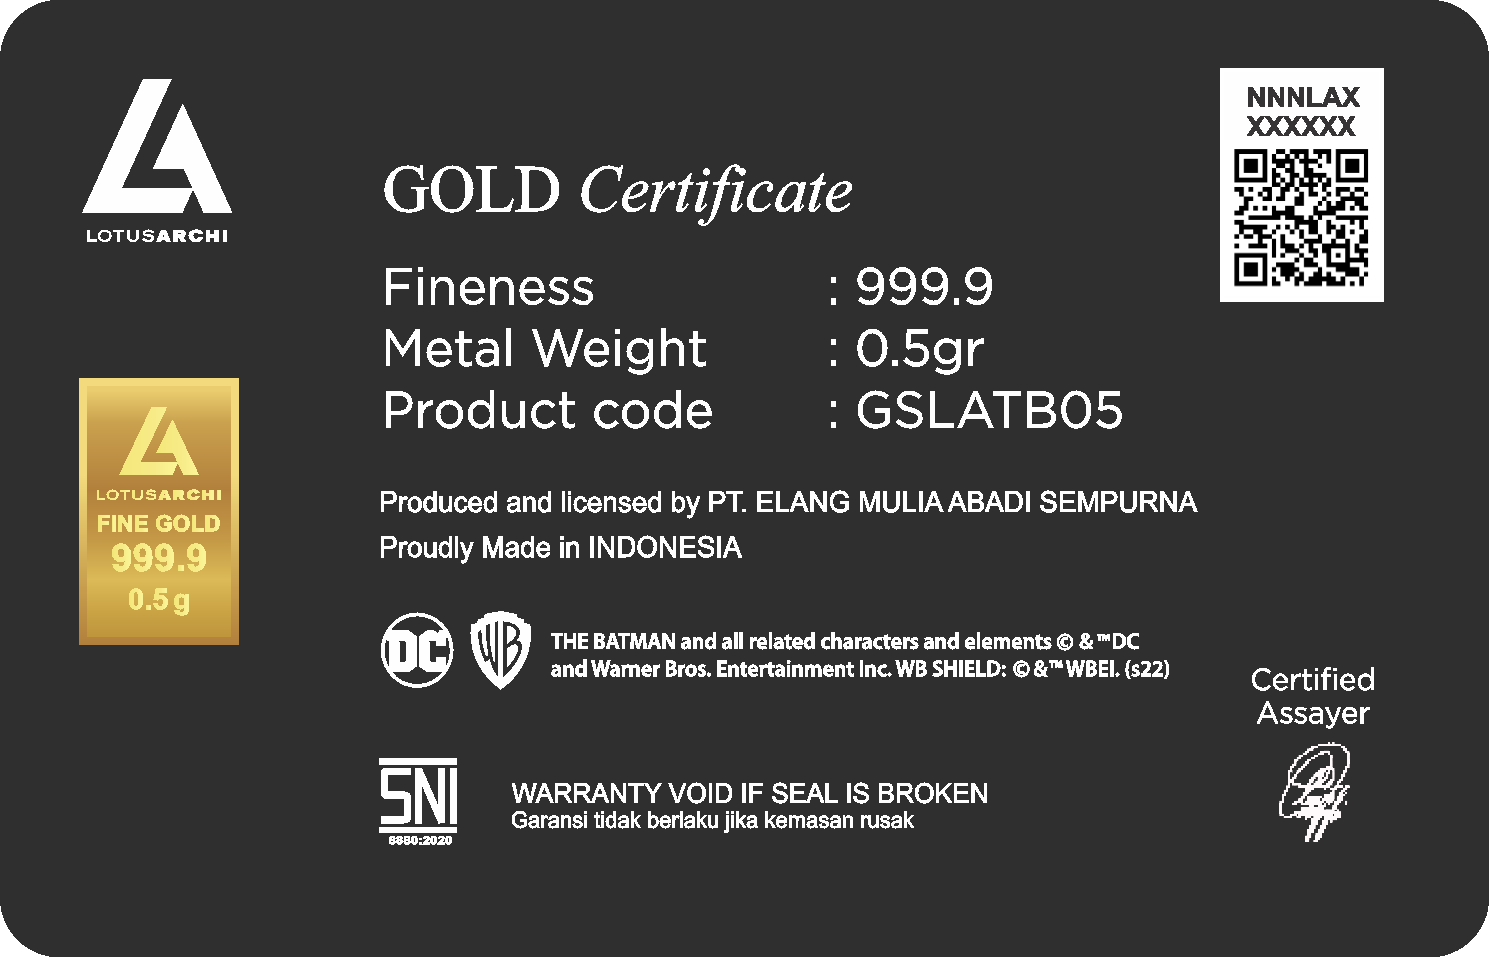 LOTUSARCHI
NNNLAX
XXXXXX
GOLD Certificate
Fineness : 999.9
Metal Weight : 0.5gr
Product code : GSLATB05
LOTUSARCHI
FINE GOLD
999.9
0.5 g
Produced and licensed by PT. ELANG MULIA ABADI SEMPURNA
Proudly Made in INDONESIA
DC WB THE BATMAN and all related characters and elements © & ™ DC
and Warner Bros. Entertainment Inc. WB SHIELD: © & ™ WBEI. (s22)
Certified
Assayer
SNI
8880:2020
WARRANTY VOID IF SEAL IS BROKEN
Garansi tidak berlaku jika kemasan rusak